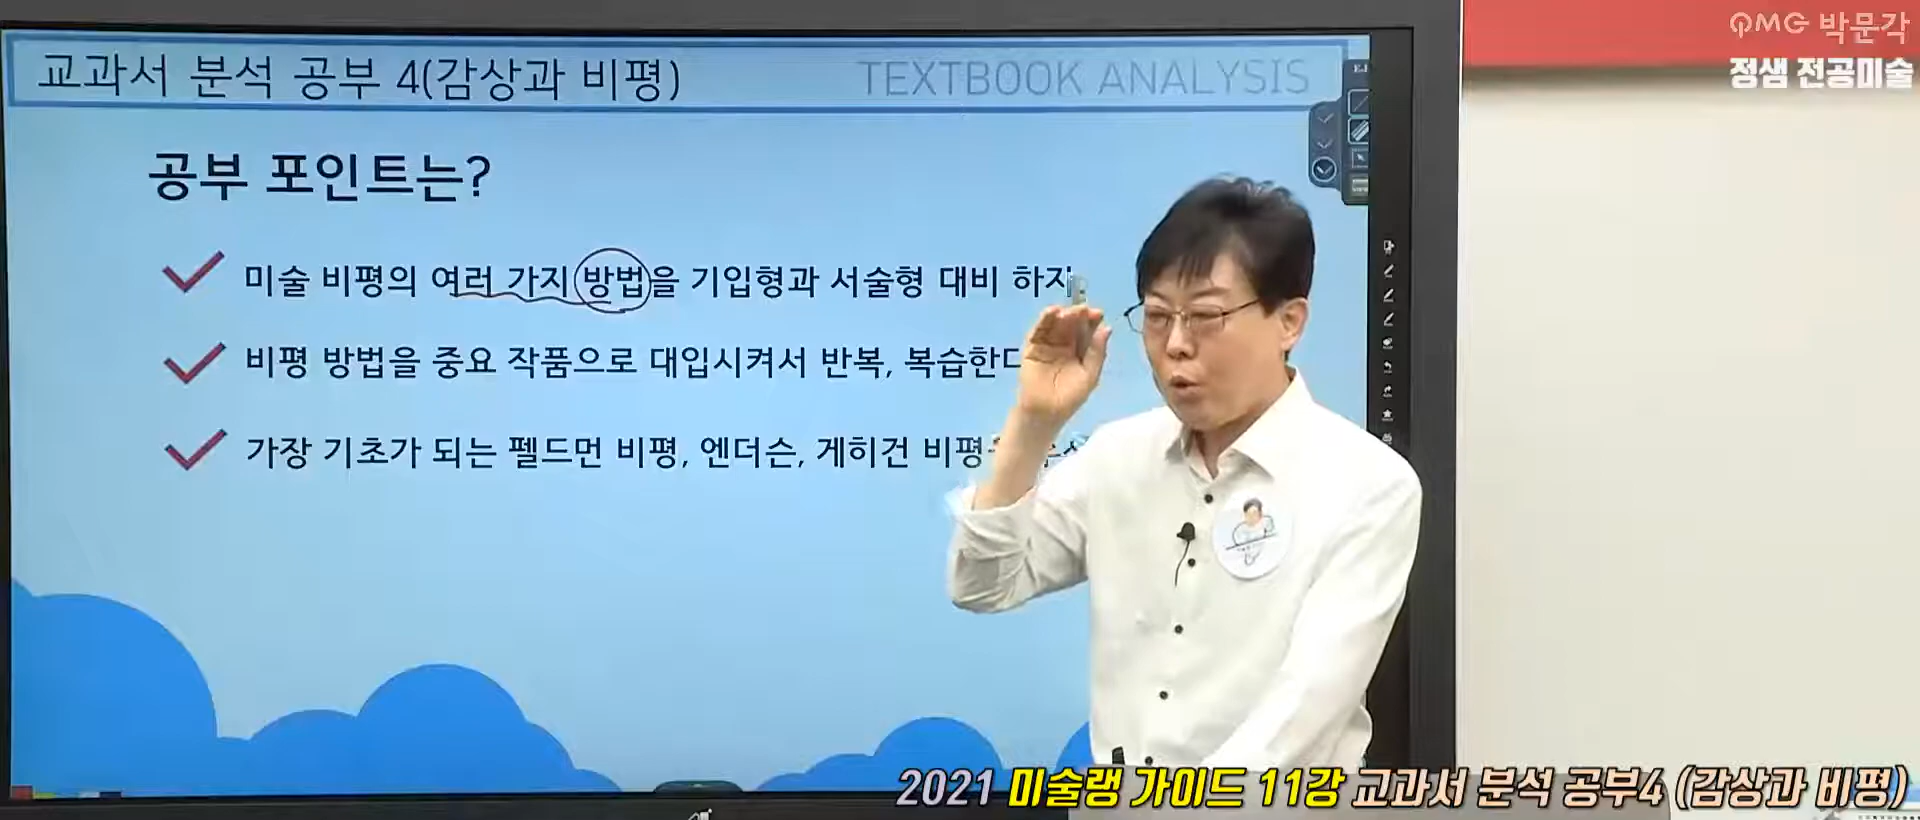 교과서 분석 공부 4(감상과 비평)
TEXTBOOK ANALYSIS
공부 포인트는?
미술 비평의 여러 가지 방법을 기입형과 서술형 대비 하자
비평 방법을 중요 작품으로 대입시켜서 반복, 복습한다
가장 기초가 되는 펠드먼 비평, 엔더슨, 게히건 비평
PMG 박문각
정샘 전공미술
2021 미술랭 가이드 11강 교과서 분석 공부4 (감상과 비평)